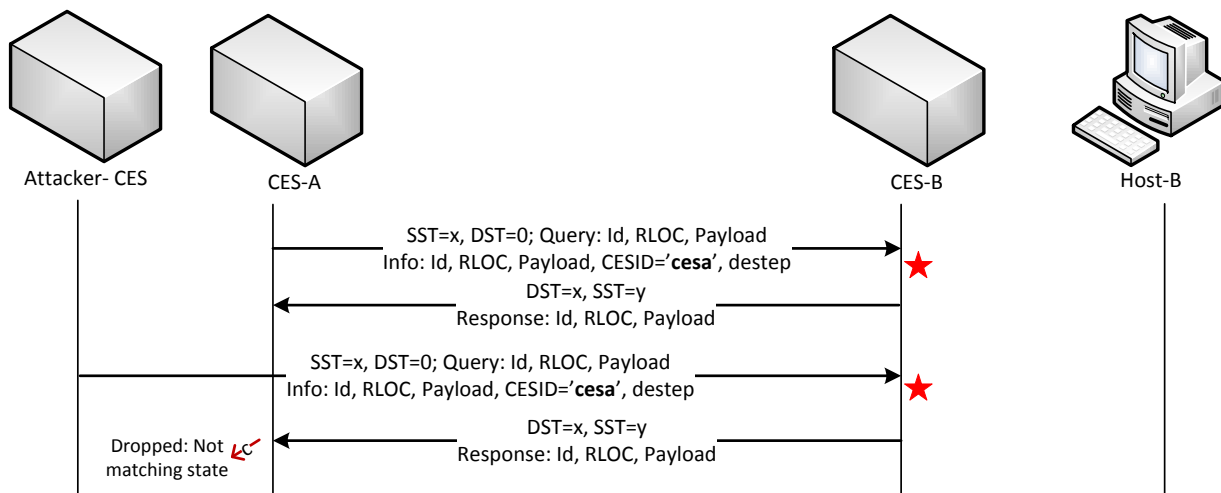 Attacker- CES
CES-A
CES-B
Host-B
SST=x, DST=0; Query: Id, RLOC, Payload
Info: Id, RLOC, Payload, CESID=’cesa’, destep
DST=x, SST=y
Response: Id, RLOC, Payload
SST=x, DST=0; Query: Id, RLOC, Payload
Info: Id, RLOC, Payload, CESID=’cesa’, destep
DST=x, SST=y
Response: Id, RLOC, Payload
Dropped: Not
matching state
c